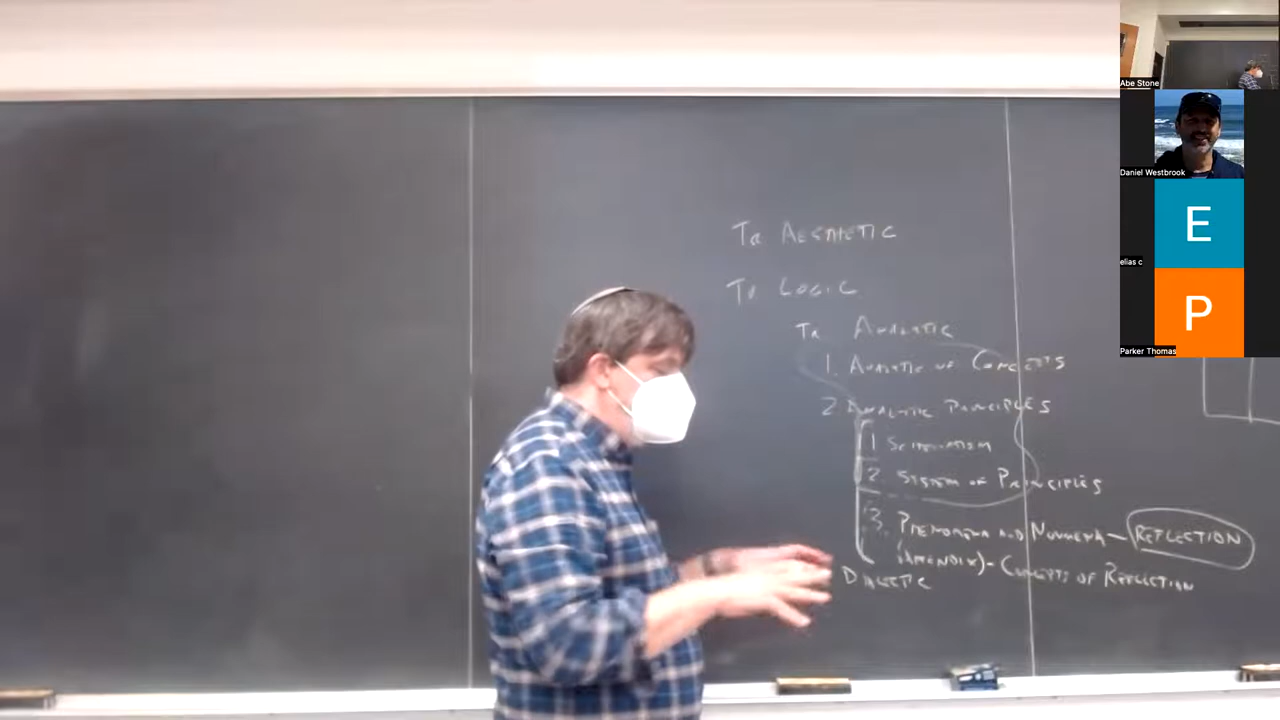 Tr Aesthetic
Tr Logic
Tr Analytic
1. Analytic of Concepts
2. Analytic Principles
1 Schematism
2. System of Principles
3. Phenomena and Noumena - Reflection
(Appendix) - Concepts of Reflection
Dialectic
Abe Stone
Daniel Westbrook
E
elias c
P
Parker Thomas